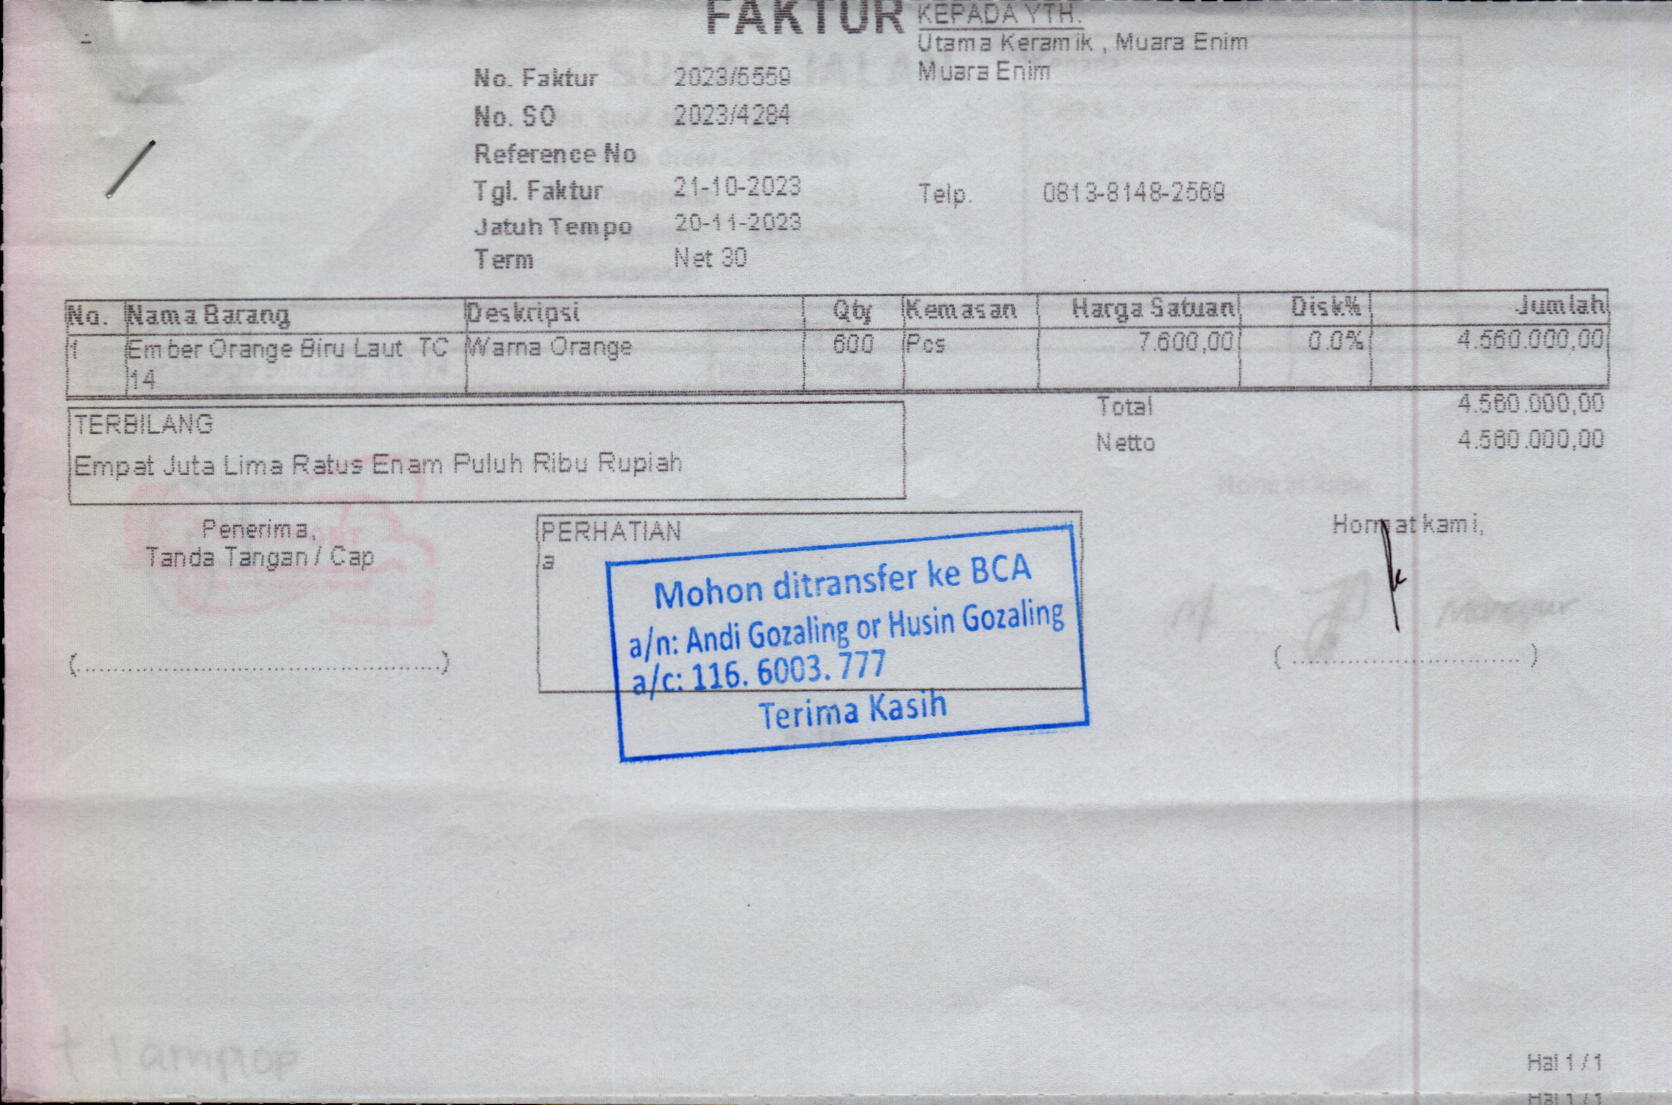 FAKTUR
KEPADA YTH.
Utama Keramik , Muara Enim
Muara Enim
No. Faktur 2023/5559
No. SO 2023/4284
Reference No
Tgl. Faktur 21-10-2023
Telp. 0813-8148-2569
Jatuh Tempo 20-11-2023
Term Net 30
No. Nama Barang Deskripsi Qty Kemasan Harga Satuan Disk% Jumlah
1 Ember Orange Biru Laut TC Warna Orange 600 Pcs 7.600,00 0.0% 4.560.000,00
14
Total 4.560.000,00
Netto 4.560.000,00
TERBILANG
Empat Juta Lima Ratus Enam Puluh Ribu Rupiah
Penerima,
Tanda Tangan / Cap
(............................................)
PERHATIAN
a
Mohon ditransfer ke BCA
a/n: Andi Gozaling or Husin Gozaling
a/c: 116. 6003. 777
Terima Kasih
Hormat kami,
( ............................ )
Hal 1 / 1
Hal 1 / 1